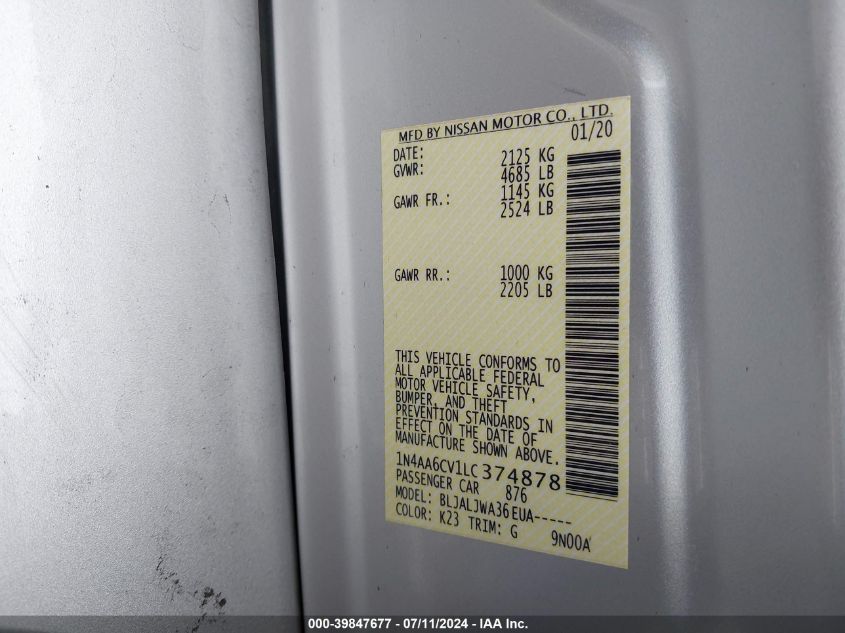 MFD BY NISSAN MOTOR CO., LTD.
DATE: 01/20
GVWR: 2125 KG
4685 LB
GAWR FR.: 1145 KG
2524 LB
GAWR RR.: 1000 KG
2205 LB
THIS VEHICLE CONFORMS TO
ALL APPLICABLE FEDERAL
MOTOR VEHICLE SAFETY,
BUMPER, AND THEFT
PREVENTION STANDARDS IN
EFFECT ON THE DATE OF
MANUFACTURE SHOWN ABOVE.
1N4AA6CV1LC374878
PASSENGER CAR 876
MODEL: BLJALJWA36EUA-----
COLOR: K23 TRIM: G 9N00A
000-39847677 - 07/11/2024 - IAA Inc.